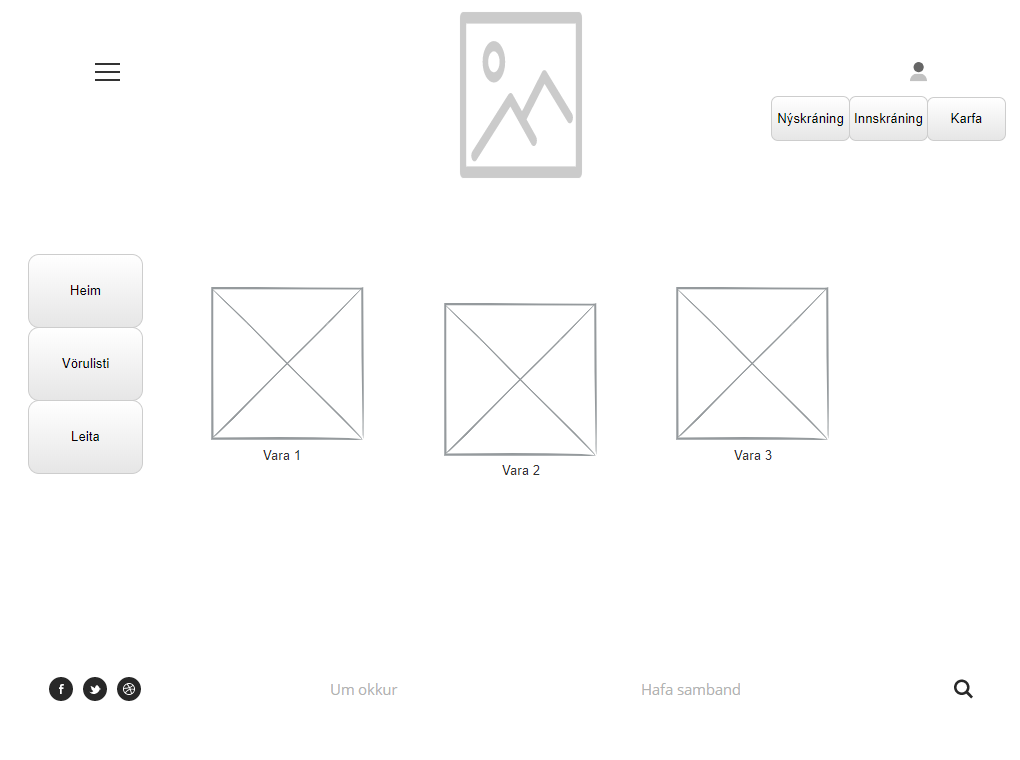 Nýskráning
Innskráning
Karfa
Heim
Vörulisti
Leita
Vara 1
Vara 2
Vara 3
Um okkur
Hafa samband